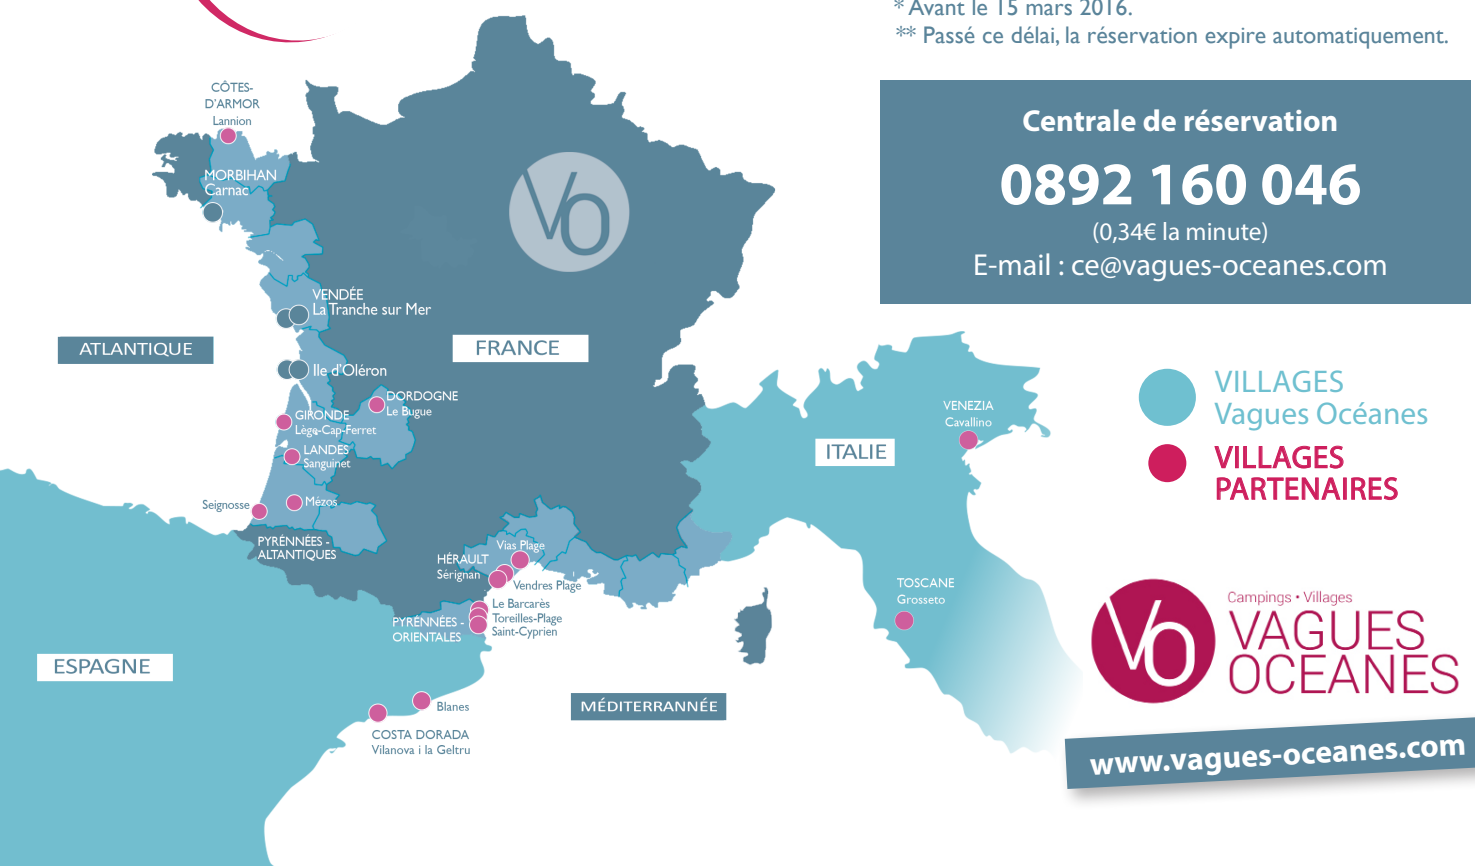 * Avant le 15 mars 2016.
** Passé ce délai, la réservation expire automatiquement.
Centrale de réservation
0892 160 046
(0,34€ la minute)
E-mail : ce@vagues-oceanes.com
CÔTES-
D'ARMOR
Lannion
MORBIHAN
Carnac
VO
VENDÉE
La Tranche sur Mer
ATLANTIQUE
FRANCE
Ile d'Oléron
DORDOGNE
Le Bugue
GIRONDE
Lège-Cap-Ferret
LANDES
Sanguinet
Seignosse
Mézos
PYRÉNNÉES -
ALTANTIQUES
HÉRAULT
Sérignan
Vias Plage
Vendres Plage
Le Barcarès
Toreilles-Plage
Saint-Cyprien
PYRÉNNÉES -
ORIENTALES
ESPAGNE
Blanes
COSTA DORADA
Vilanova i la Geltru
MÉDITERRANNÉE
VENEZIA
Cavallino
ITALIE
TOSCANE
Grosseto
VILLAGES
Vagues Océanes
VILLAGES
PARTENAIRES
VO
Campings • Villages
VAGUES
OCEANES
www.vagues-oceanes.com